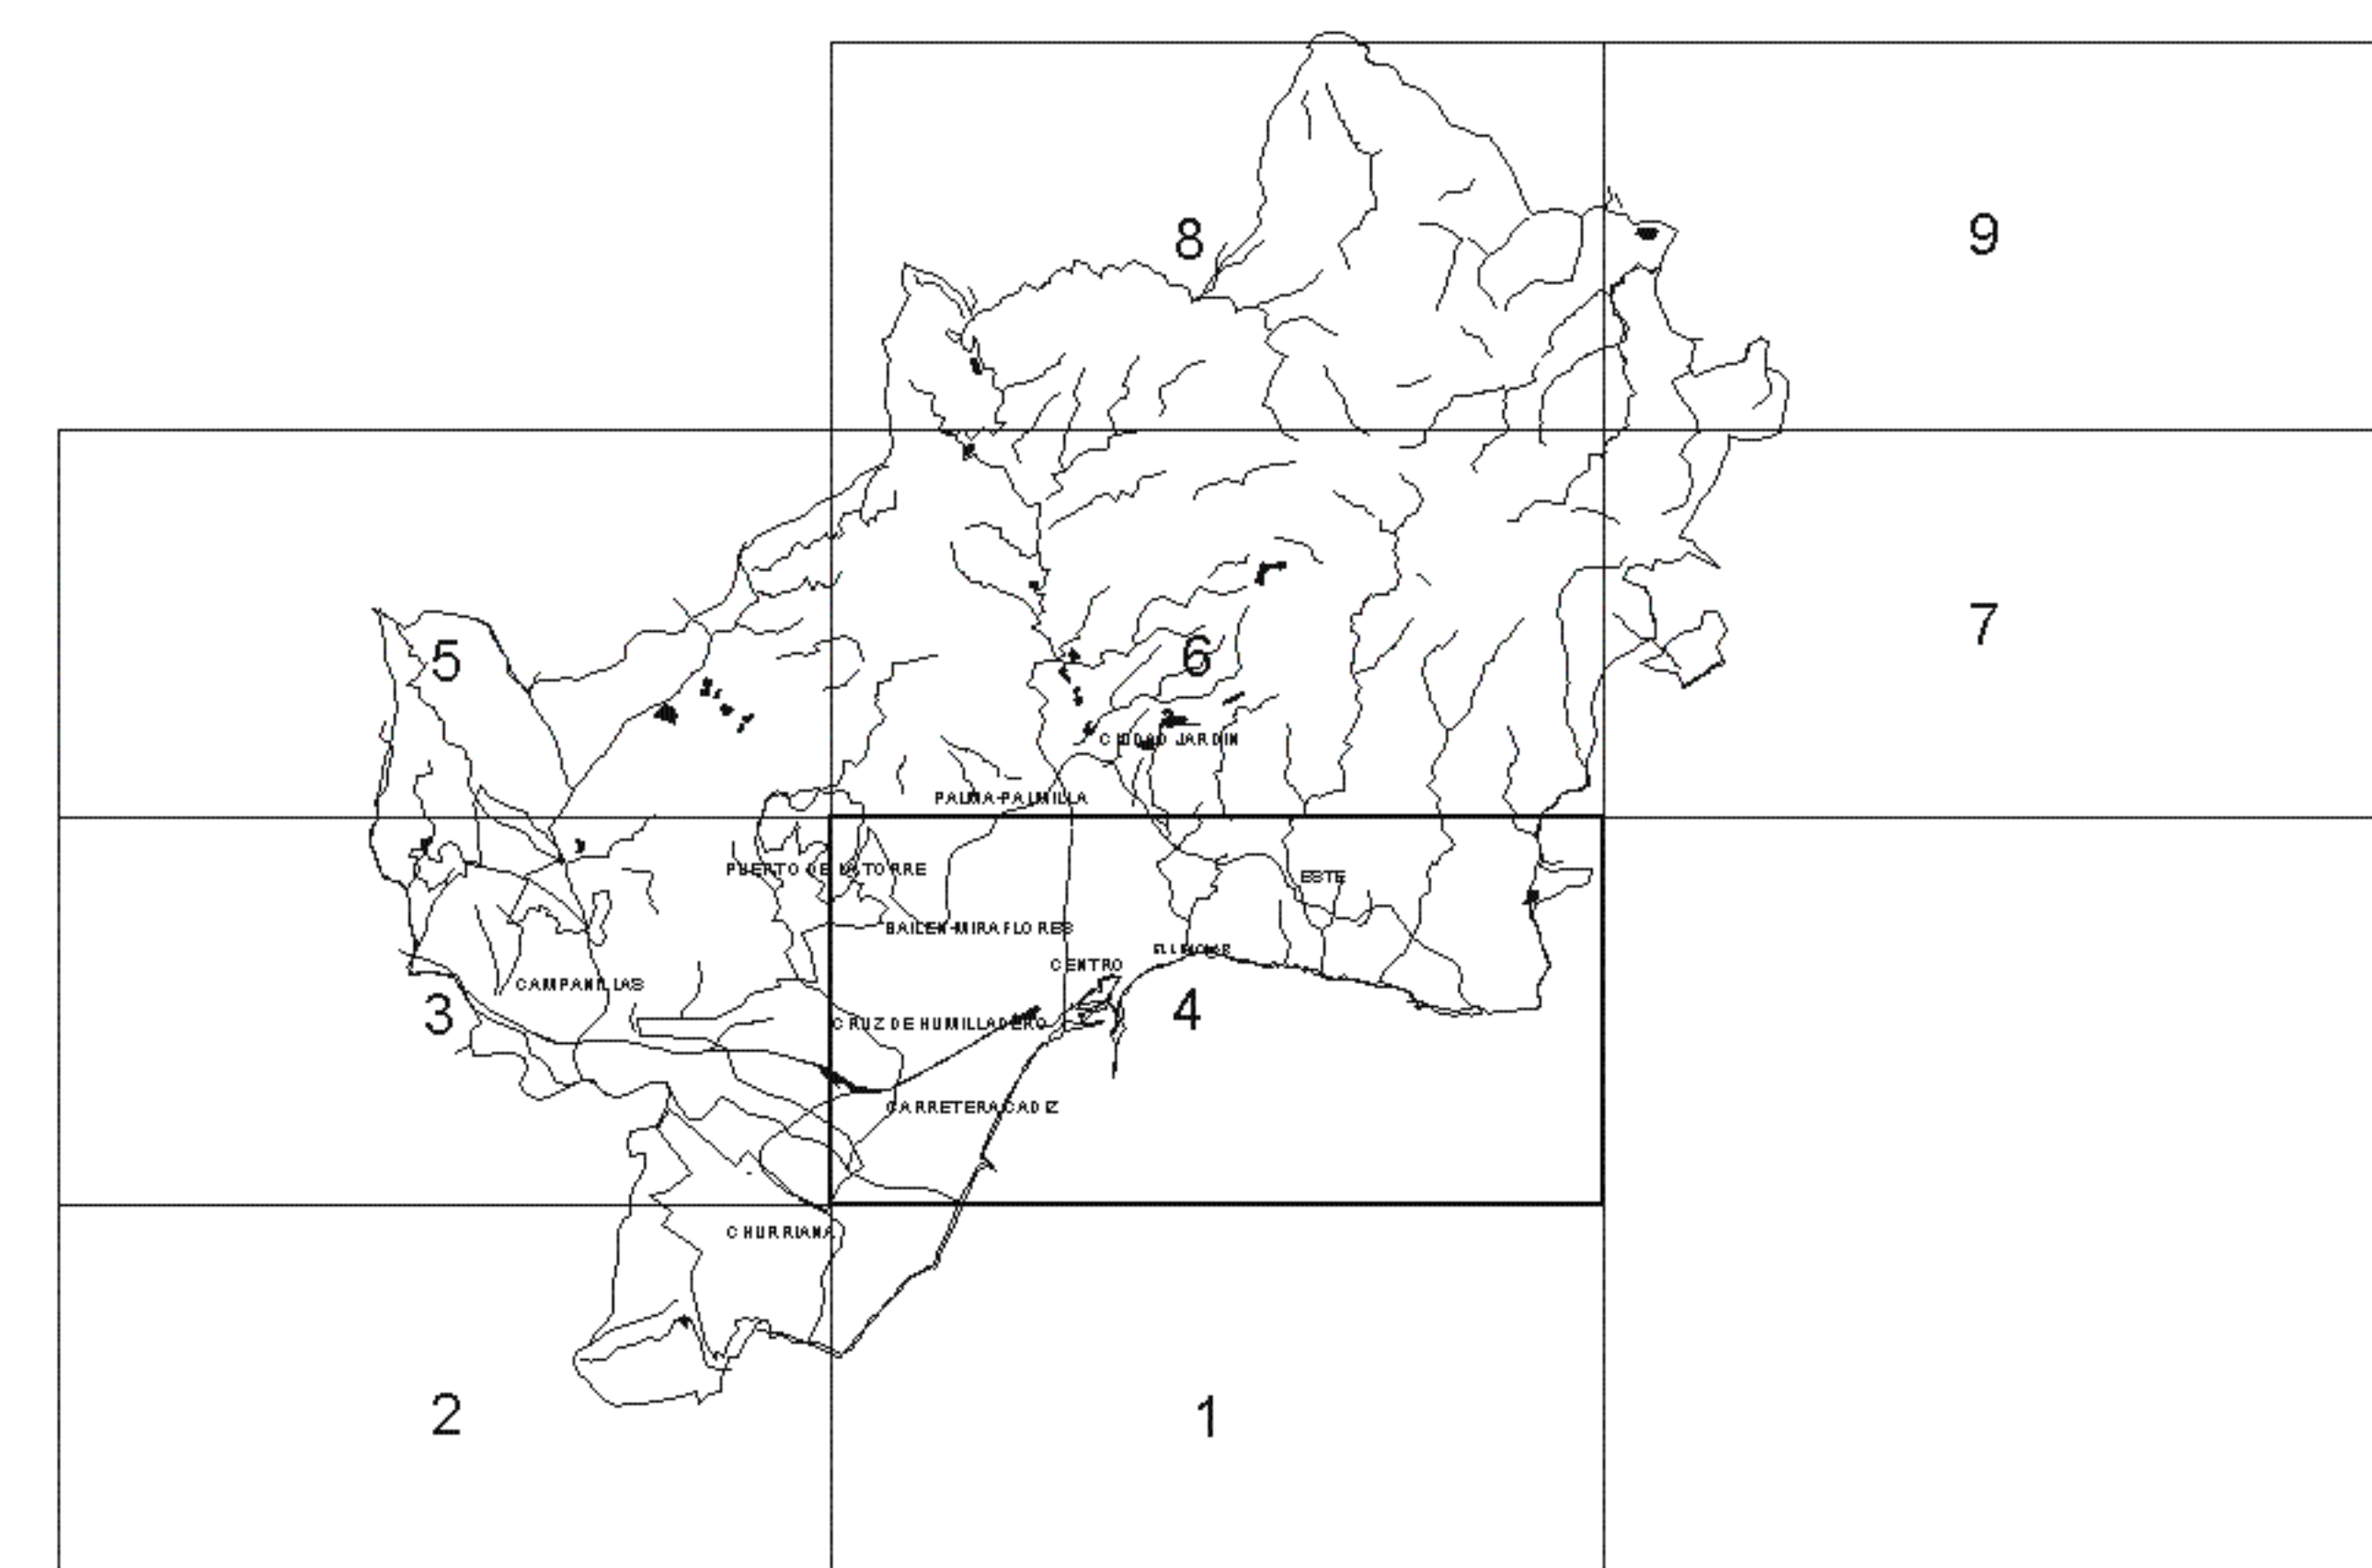 8
9
5
6
7
CIUDAD JARDIN
PALMA-PALMILLA
PUERTO DE LA TORRE
ESTE
BAILEN-MIRAFLORES
CENTRO
CAMPANILLAS
3
4
CRUZ DE HUMILLADERO
CARRETERA CADIZ
CHURRIANA
2
1